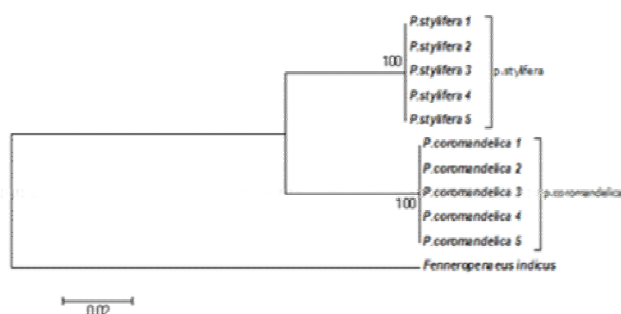 P.stylifera 1
P.stylifera 2
100
P.stylifera 3
p.stylifera
P.stylifera 4
P.stylifera 5
P.coromandelica 1
P.coromandelica 2
P.coromandelica 3
p.coromandelica
100
P.coromandelica 4
P.coromandelica 5
Fenneropenaeus indicus
0.02